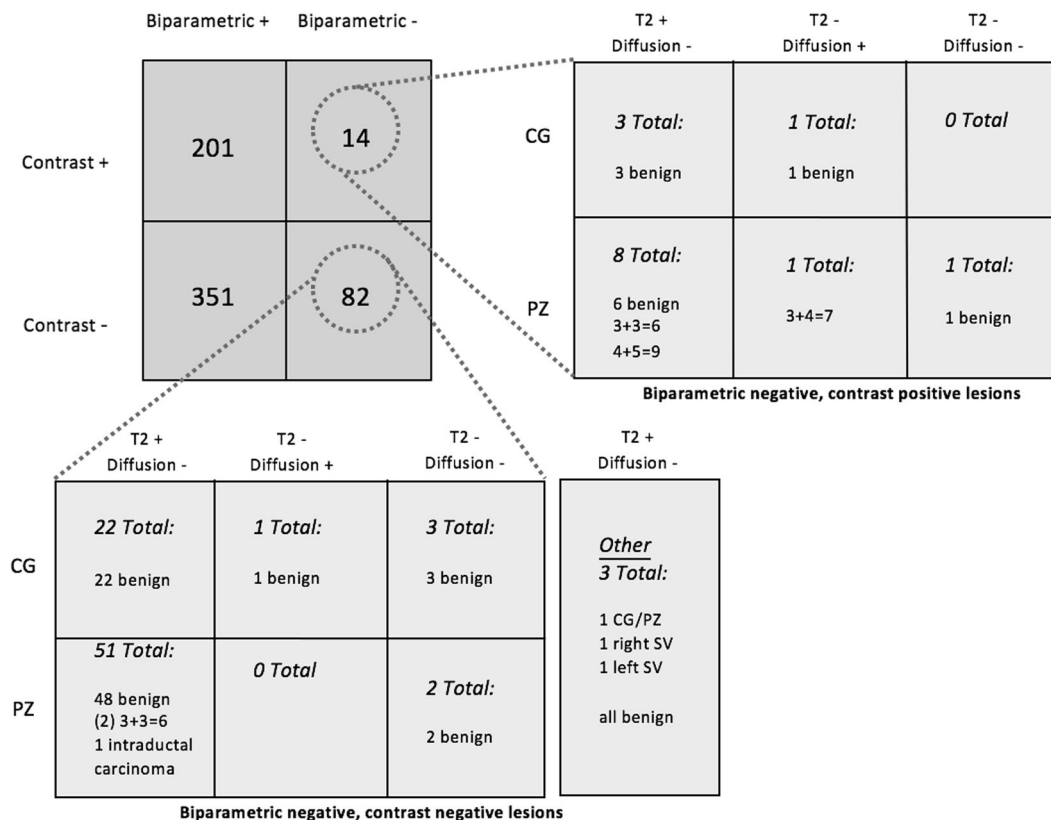 Biparametric + Biparametric -
Contrast + 201 14
Contrast - 351 82
T2 + T2 - T2 -
Diffusion - Diffusion + Diffusion -
CG
3 Total: 1 Total: 0 Total
3 benign 1 benign
PZ
8 Total: 1 Total: 1 Total:
6 benign 3+4=7 1 benign
3+3=6
4+5=9
Biparametric negative, contrast positive lesions
T2 + T2 - T2 -
Diffusion - Diffusion + Diffusion -
CG
22 Total: 1 Total: 3 Total:
22 benign 1 benign 3 benign
PZ
51 Total: 0 Total 2 Total:
48 benign 2 benign
(2) 3+3=6
1 intraductal
carcinoma
T2 +
Diffusion -
Other
3 Total:
1 CG/PZ
1 right SV
1 left SV
all benign
Biparametric negative, contrast negative lesions